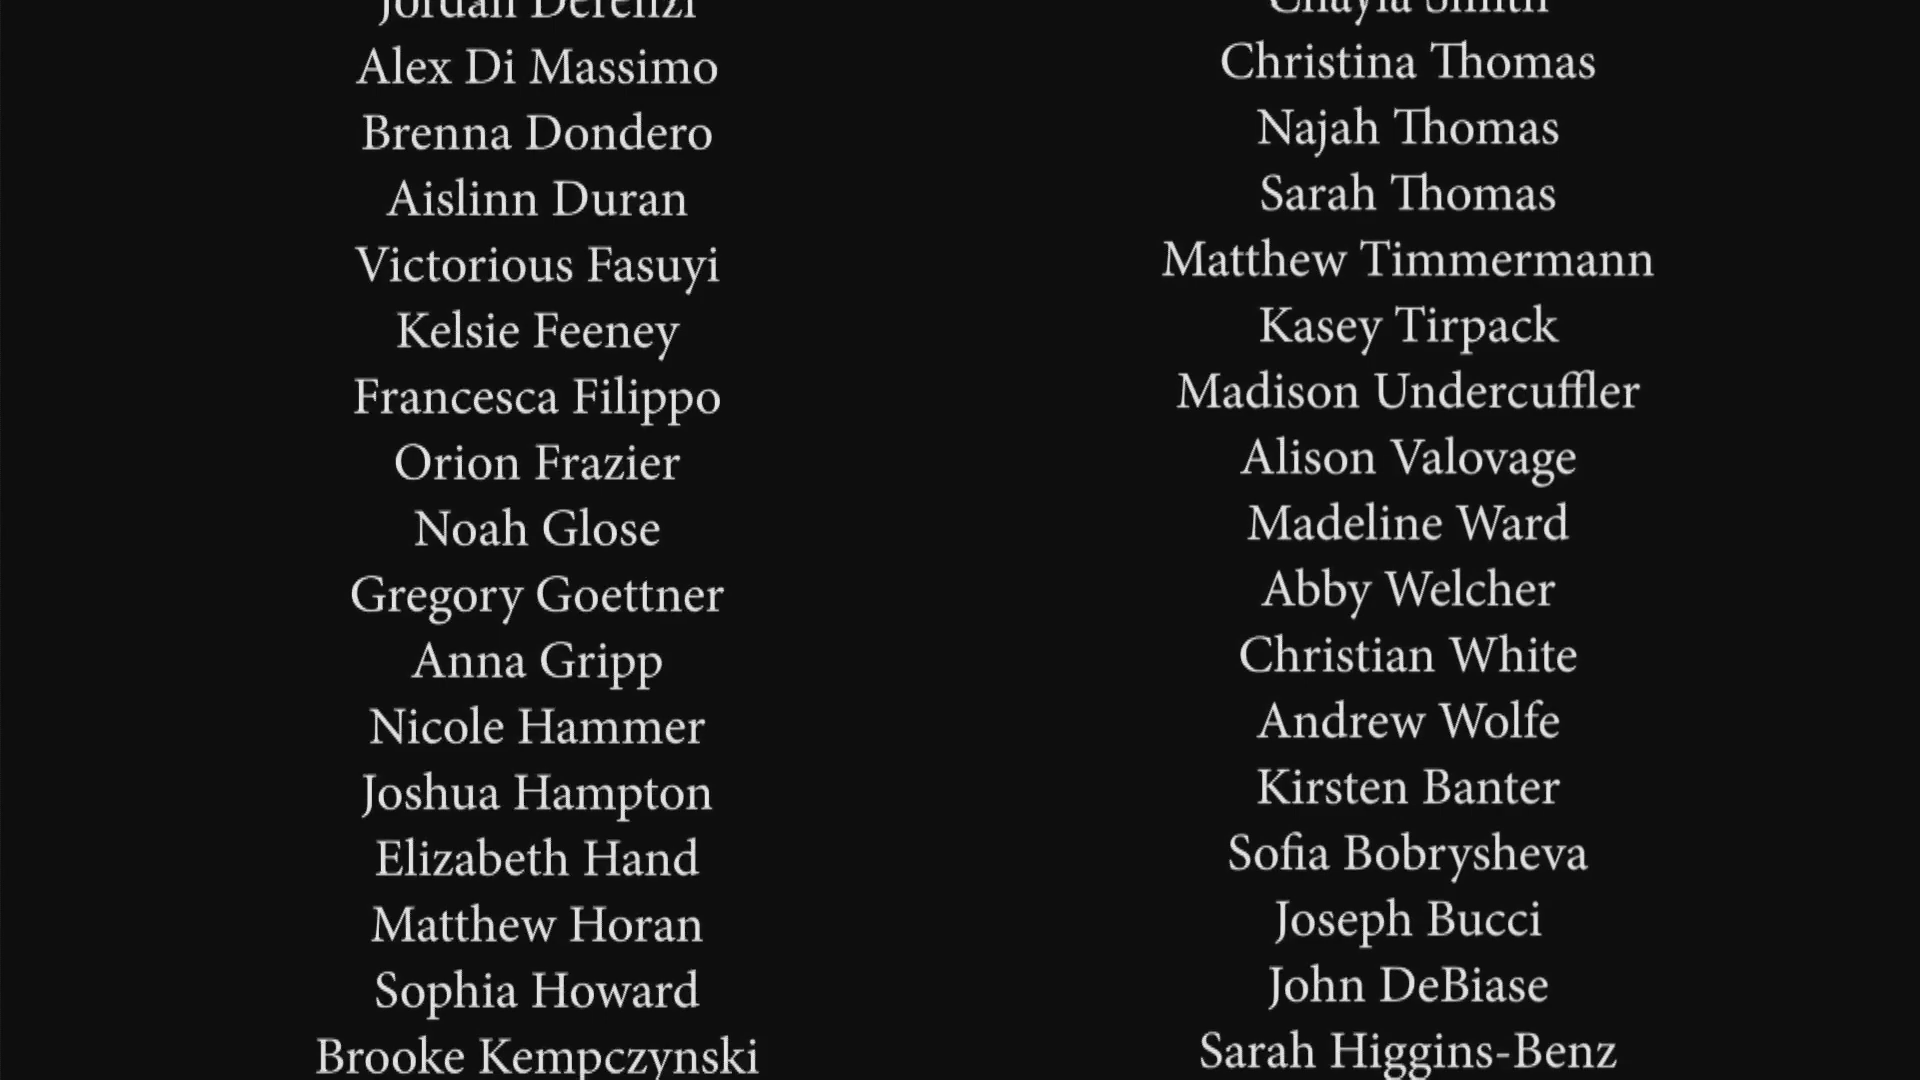 Jordan Derenzi
Alex Di Massimo
Brenna Dondero
Aislinn Duran
Victorious Fasuyi
Kelsie Feeney
Francesca Filippo
Orion Frazier
Noah Glose
Gregory Goettner
Anna Gripp
Nicole Hammer
Joshua Hampton
Elizabeth Hand
Matthew Horan
Sophia Howard
Brooke Kempczynski
Smith
Christina Thomas
Najah Thomas
Sarah Thomas
Matthew Timmermann
Kasey Tirpack
Madison Undercuffler
Alison Valovage
Madeline Ward
Abby Welcher
Christian White
Andrew Wolfe
Kirsten Banter
Sofia Bobrysheva
Joseph Bucci
John DeBiase
Sarah Higgins-Benz